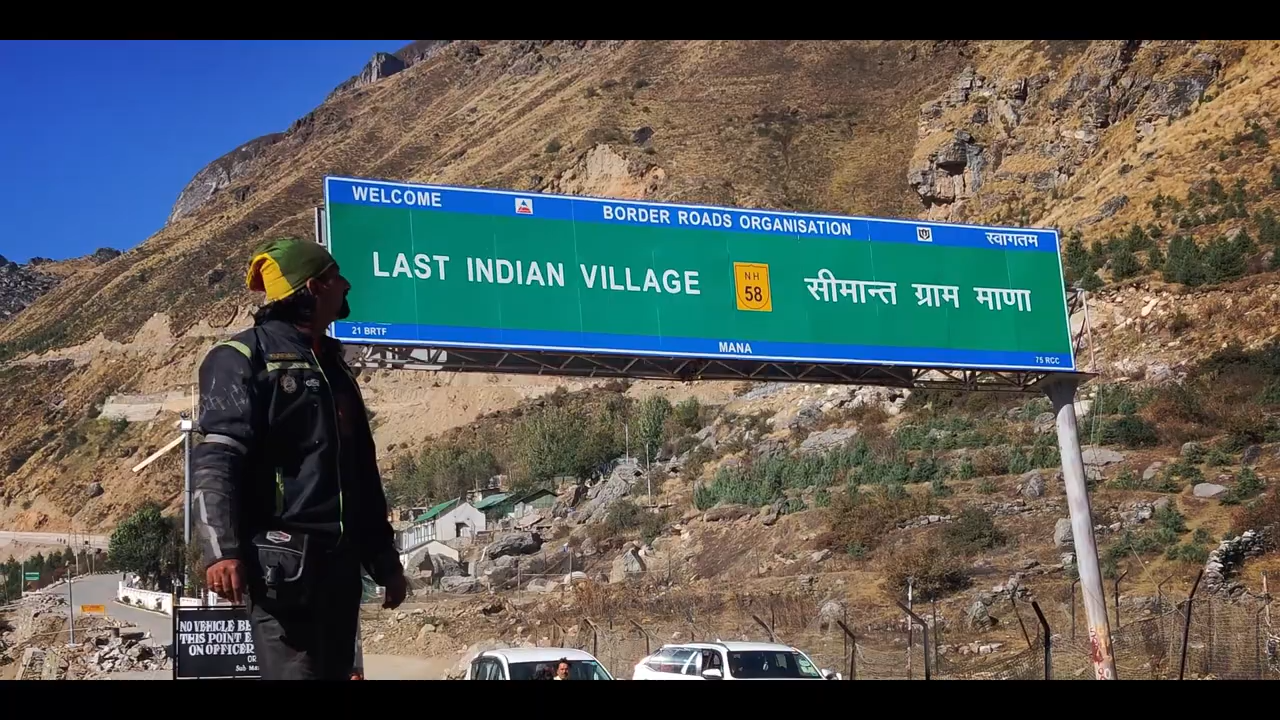 WELCOME
BORDER ROADS ORGANISATION
स्वागतम
LAST INDIAN VILLAGE
NH
58
सीमान्त ग्राम माणा
21 BRTF
MANA
75 RCC
NO VEHICLE
THIS POINT
ON OFFICER